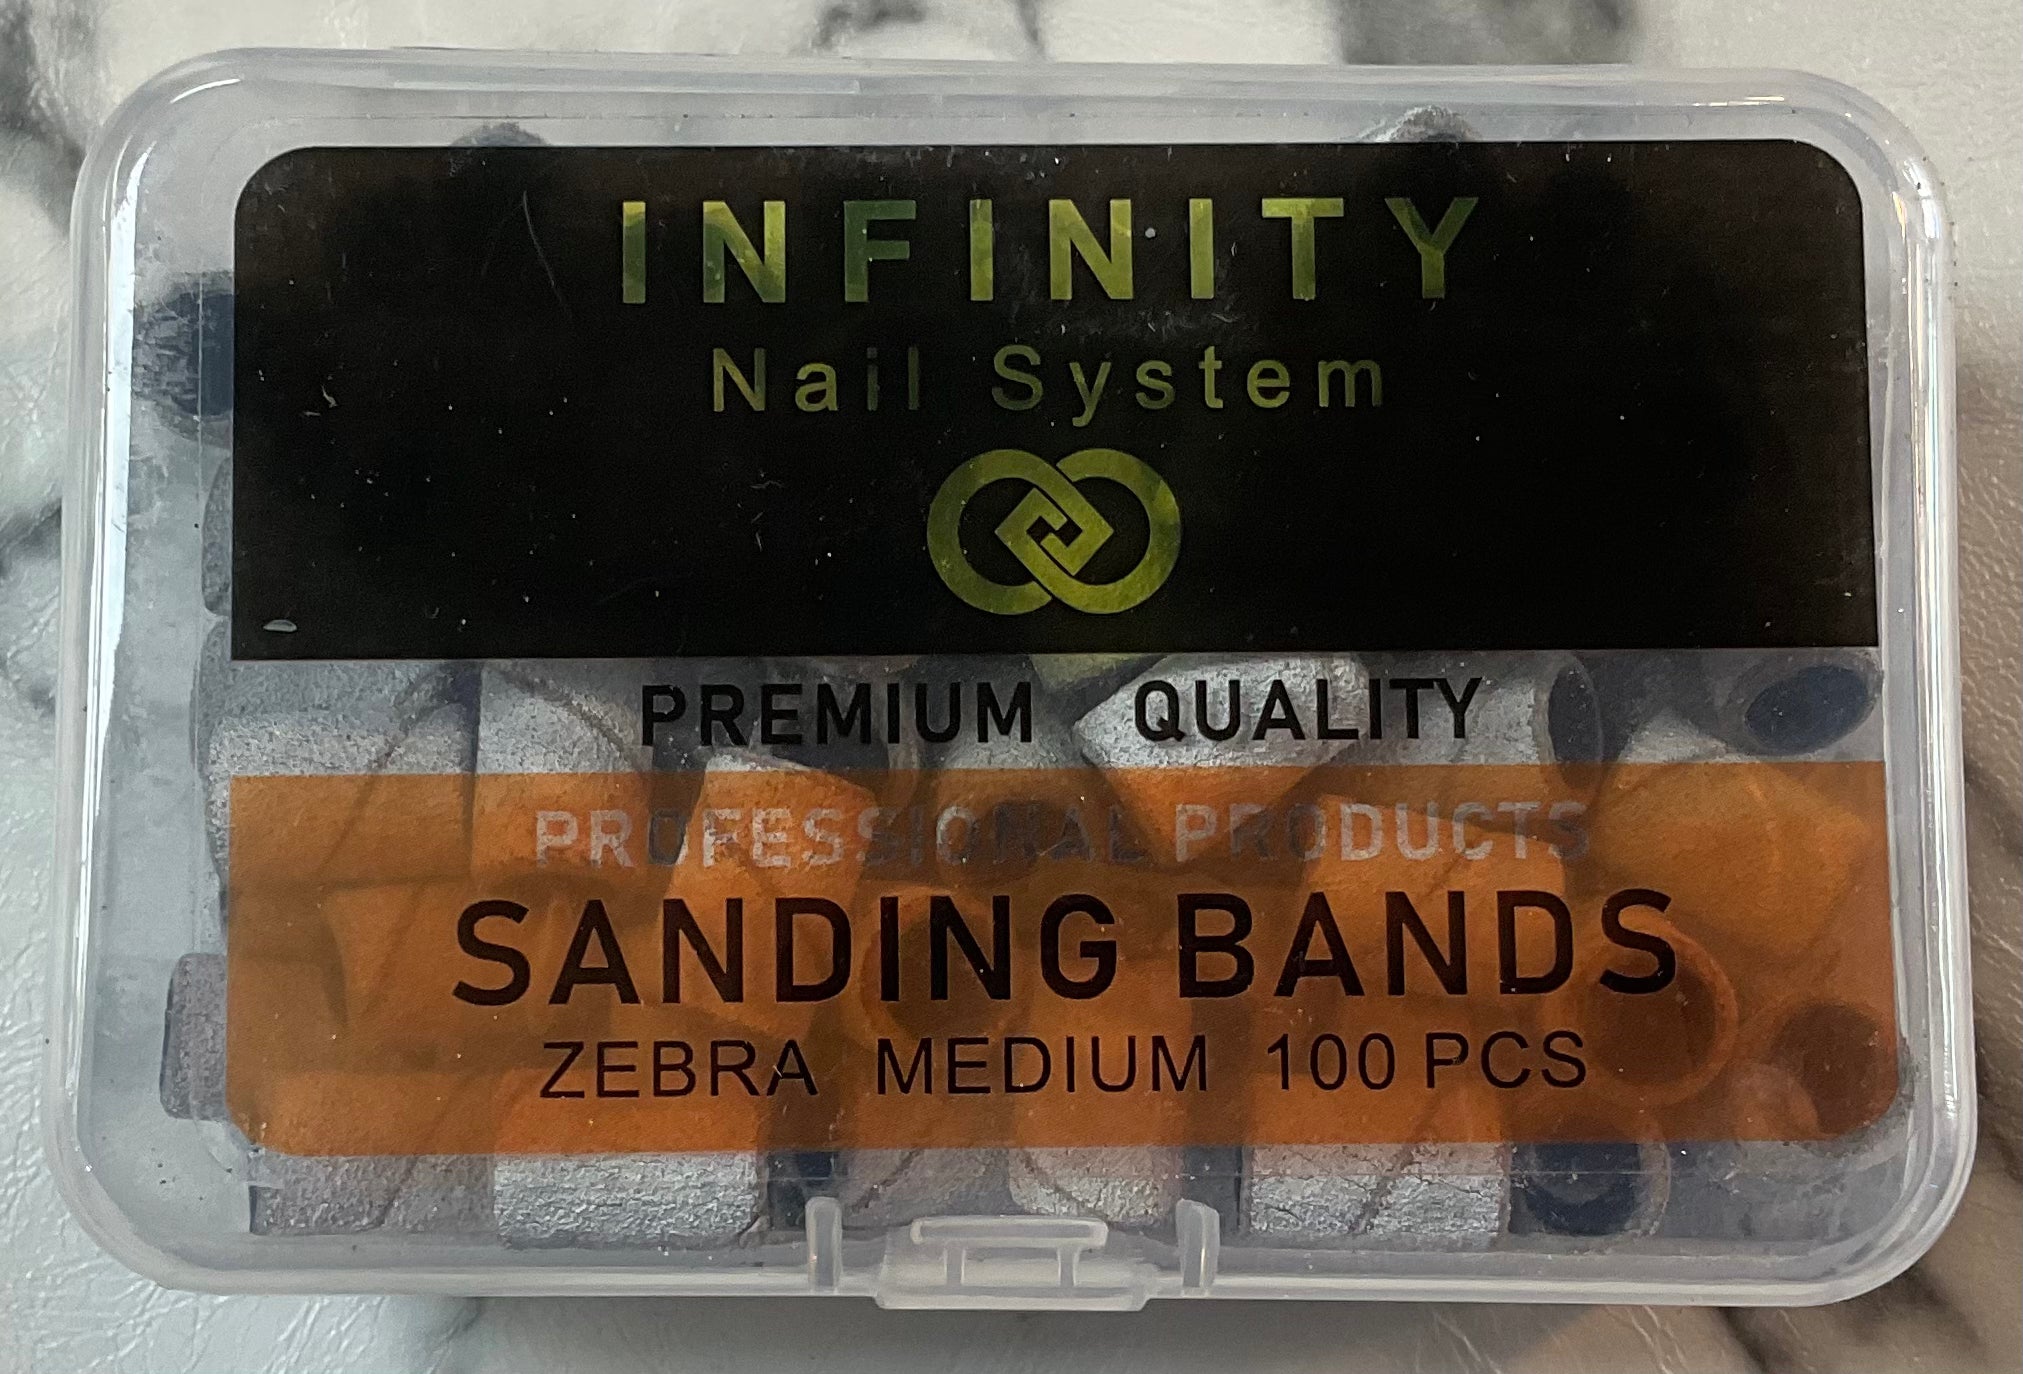 INFINITY
Nail System
PREMIUM QUALITY
PROFESSIONAL PRODUCTS
SANDING BANDS
ZEBRA MEDIUM 100 PCS